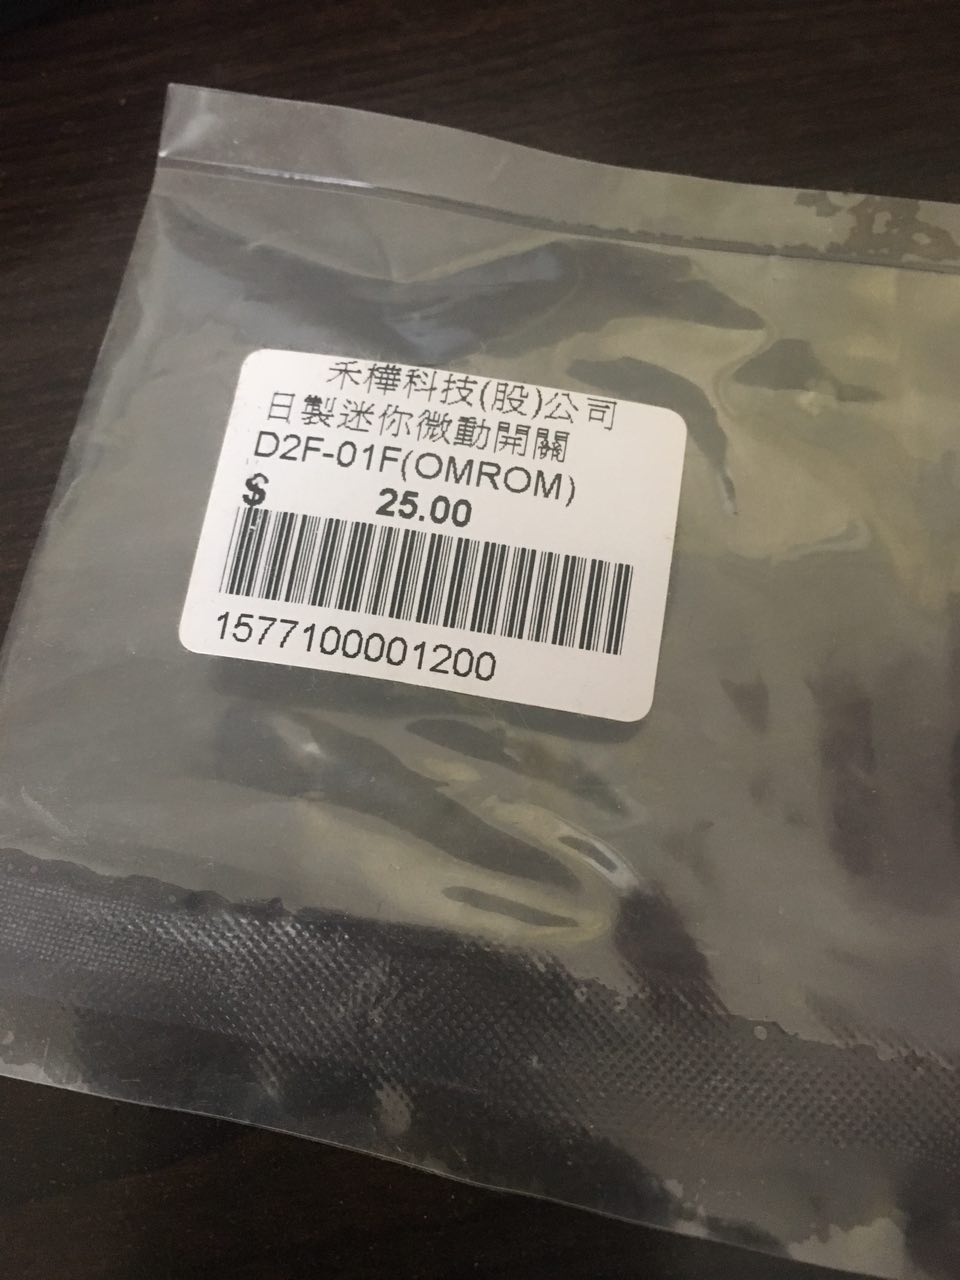 禾樺科技(股)公司
日製迷你微動開關
D2F-01F(OMROM)
$ 25.00
1577100001200